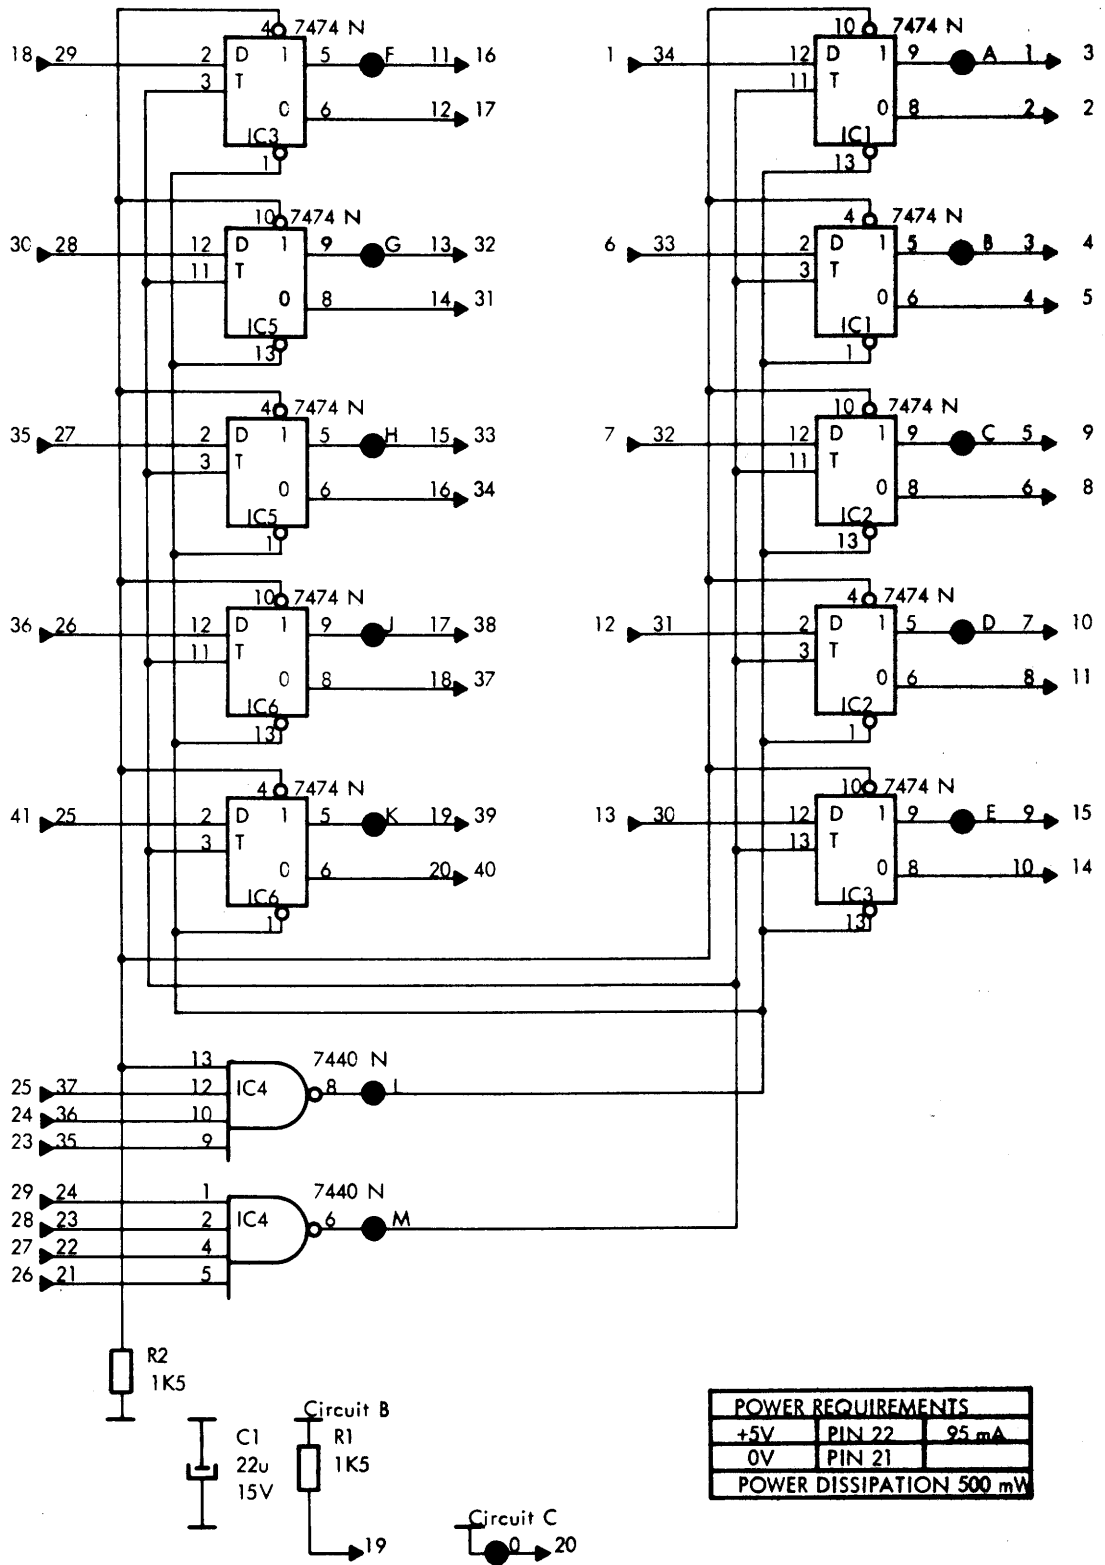 4 7474 N
18 29 2 D 1 5 F 11 16
3 T
0 6 12 17
IC3
1
10 7474 N
30 28 12 D 1 9 G 13 32
11 T
0 8 14 31
IC5
13
4 7474 N
35 27 2 D 1 5 H 15 33
3 T
0 6 16 34
IC5
1
10 7474 N
36 26 12 D 1 9 J 17 38
11 T
0 8 18 37
IC6
13
4 7474 N
41 25 2 D 1 5 K 19 39
3 T
0 6 20 40
IC6
1
10 7474 N
1 34 12 D 1 9 A 1 3
11 T
0 8 2 2
IC1
13
4 7474 N
6 33 2 D 1 5 B 3 4
3 T
0 6 4 5
IC1
1
10 7474 N
7 32 12 D 1 9 C 5 9
11 T
0 8 6 8
IC2
13
4 7474 N
12 31 2 D 1 5 D 7 10
3 T
0 6 8 11
IC2
1
10 7474 N
13 30 12 D 1 9 E 9 15
13 T
0 8 10 14
IC3
13
13 7440 N
25 37 12 IC4 8 L
24 36 10
23 35 9
29 24 1 7440 N
28 23 2 IC4 6 M
27 22 4
26 21 5
R2
1K5
C1
22u
15V
Circuit B
R1
1K5
19
Circuit C
0 20
POWER REQUIREMENTS
+5V PIN 22 95 mA
0V PIN 21
POWER DISSIPATION 500 mW